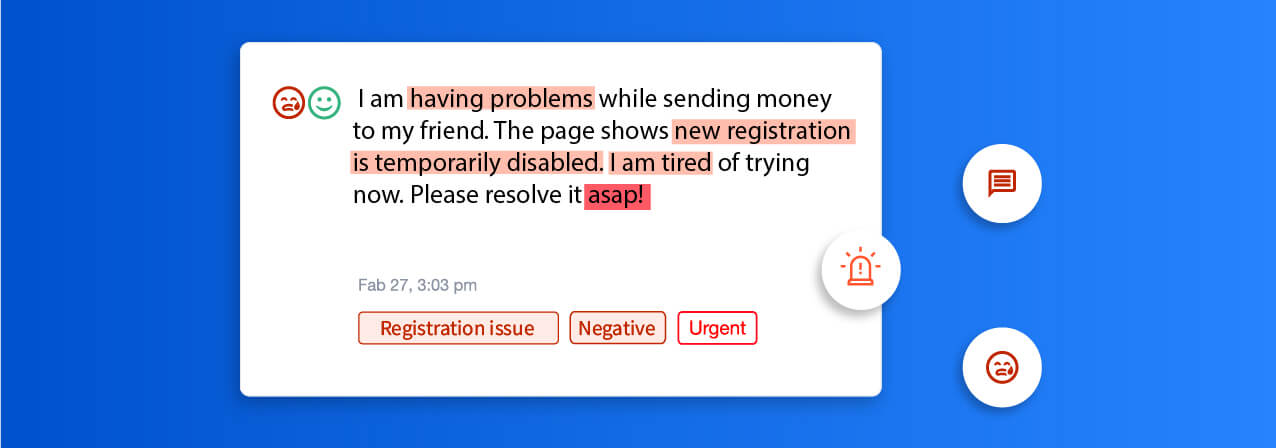 I am having problems while sending money
to my friend. The page shows new registration
is temporarily disabled. I am tired of trying
now. Please resolve it asap!
Fab 27, 3:03 pm
Registration issue Negative Urgent